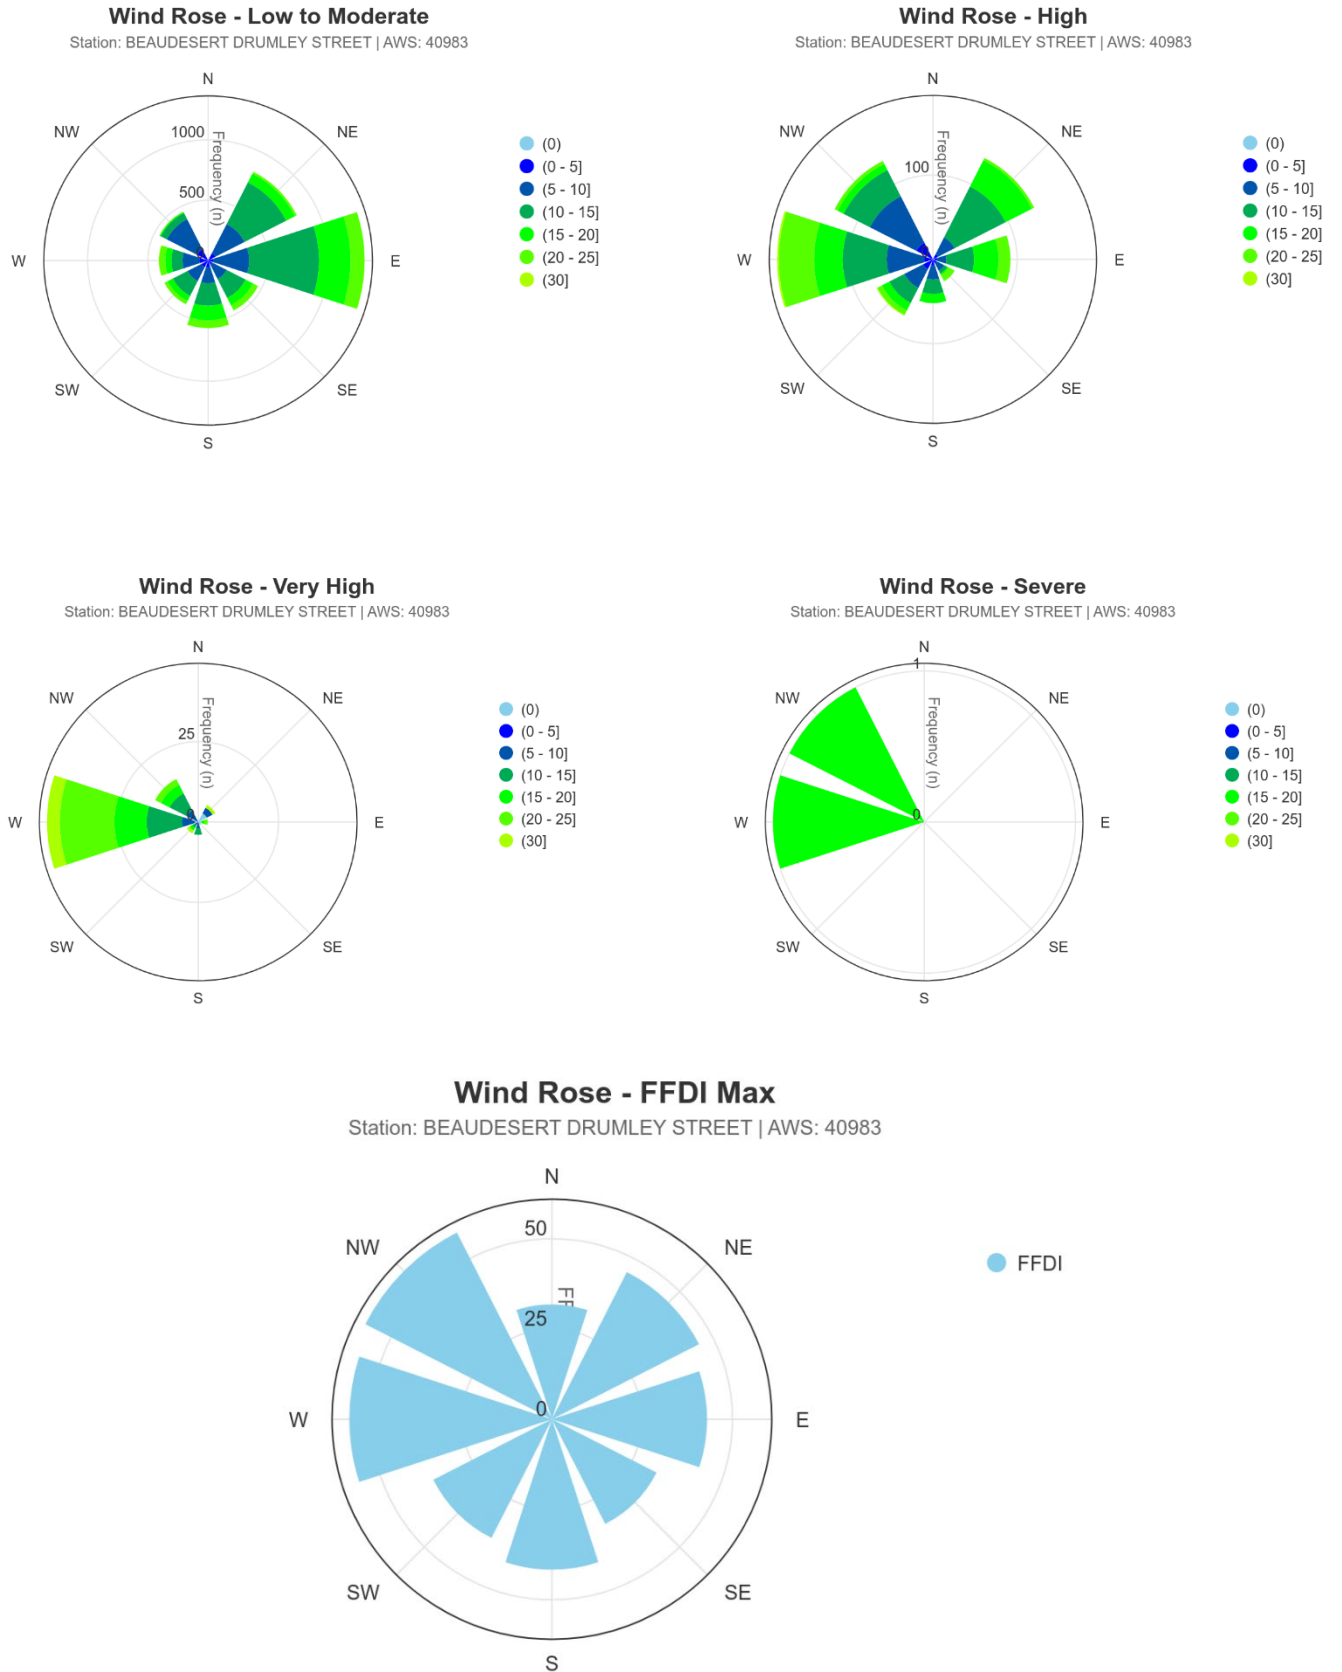 Wind Rose - Low to Moderate
Station: BEAUDESERT DRUMLEY STREET | AWS: 40983
N
NE
E
SE
S
SW
W
NW
1000
500
0
Frequency (n)
(0)
(0 - 5]
(5 - 10]
(10 - 15]
(15 - 20]
(20 - 25]
(30]
Wind Rose - High
Station: BEAUDESERT DRUMLEY STREET | AWS: 40983
N
NE
E
SE
S
SW
W
NW
100
0
Frequency (n)
(0)
(0 - 5]
(5 - 10]
(10 - 15]
(15 - 20]
(20 - 25]
(30]
Wind Rose - Very High
Station: BEAUDESERT DRUMLEY STREET | AWS: 40983
N
NE
E
SE
S
SW
W
NW
25
0
Frequency (n)
(0)
(0 - 5]
(5 - 10]
(10 - 15]
(15 - 20]
(20 - 25]
(30]
Wind Rose - Severe
Station: BEAUDESERT DRUMLEY STREET | AWS: 40983
N
NE
E
SE
S
SW
W
NW
1
0
Frequency (n)
(0)
(0 - 5]
(5 - 10]
(10 - 15]
(15 - 20]
(20 - 25]
(30]
Wind Rose - FFDI Max
Station: BEAUDESERT DRUMLEY STREET | AWS: 40983
N
NE
E
SE
S
SW
W
NW
50
25
0
FFDI